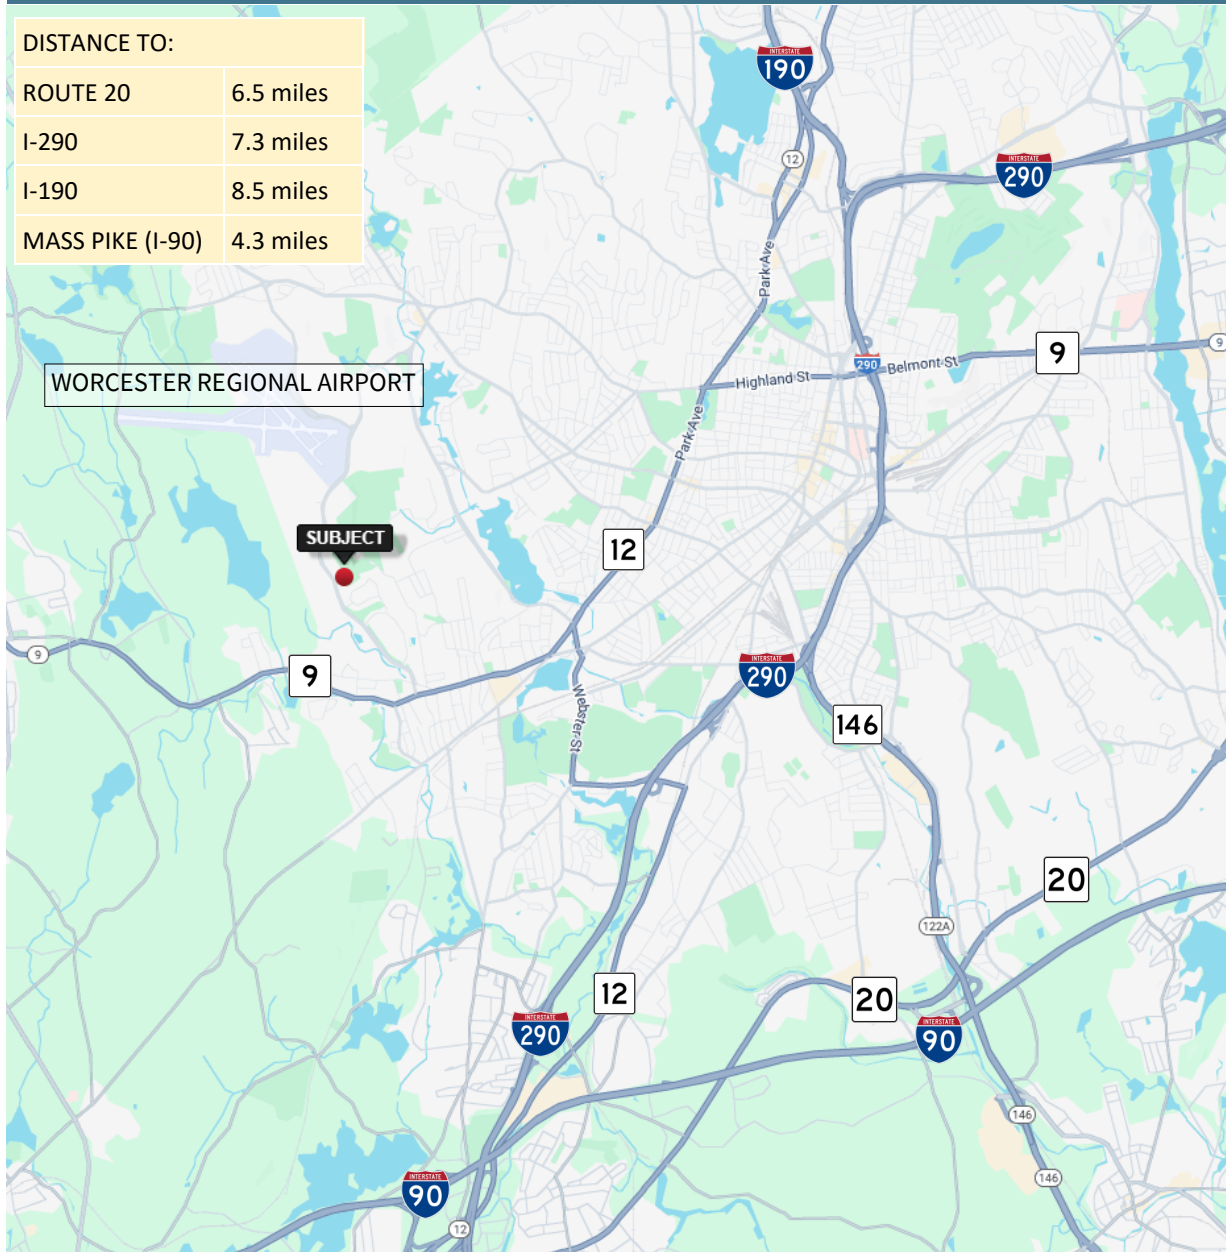 DISTANCE TO:
ROUTE 20 6.5 miles
I-290 7.3 miles
I-190 8.5 miles
MASS PIKE (I-90) 4.3 miles
INTERSTATE
190
12
INTERSTATE
290
Park Ave
9
9
290
Belmont St
Highland St
WORCESTER REGIONAL AIRPORT
Park Ave
SUBJECT
12
9
9
INTERSTATE
290
Webster St
146
20
122A
12
20
INTERSTATE
290
INTERSTATE
90
146
146
INTERSTATE
90
12